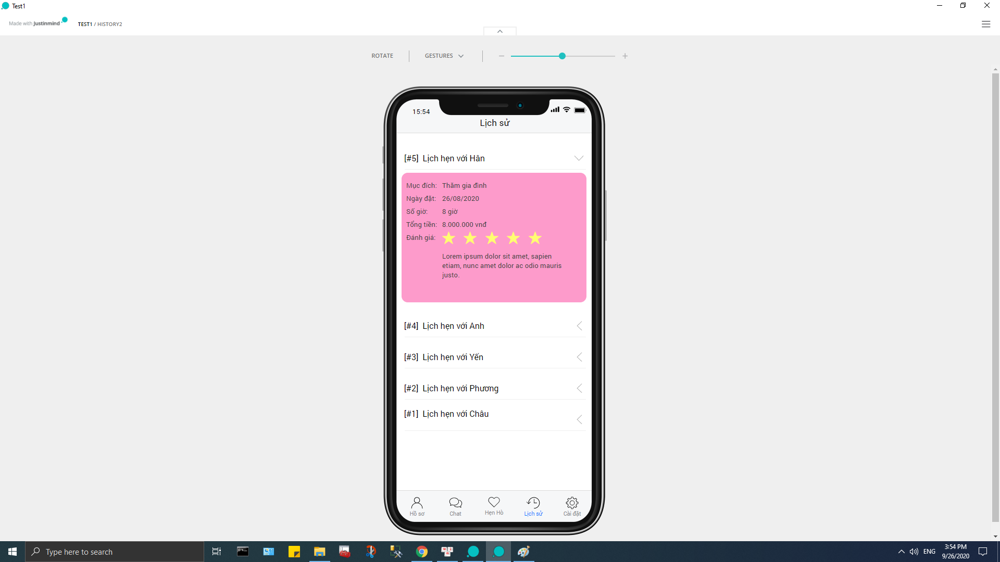 Test1
Made with Justinmind
TEST1 / HISTORY2
ROTATE
GESTURES
15:54
Lịch sử
[#5] Lịch hẹn với Hân
Mục đích: Thăm gia đình
Ngày đặt: 26/08/2020
Số giờ: 8 giờ
Tổng tiền: 8.000.000 vnđ
Đánh giá:
Lorem ipsum dolor sit amet, sapien
etiam, nunc amet dolor ac odio mauris
justo.
[#4] Lịch hẹn với Anh
[#3] Lịch hẹn với Yến
[#2] Lịch hẹn với Phương
[#1] Lịch hẹn với Châu
Hồ sơ
Chat
Hẹn Hò
Lịch sử
Cài đặt
Type here to search
ENG
3:54 PM
9/26/2020